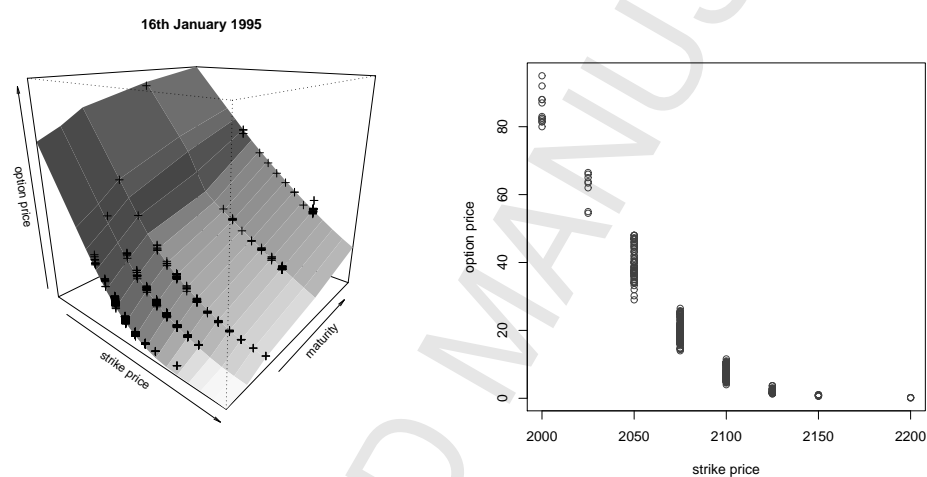 16th January 1995
option price
strike price
maturity
option price
80
60
40
20
0
2000 2050 2100 2150 2200
strike price
D MANUS